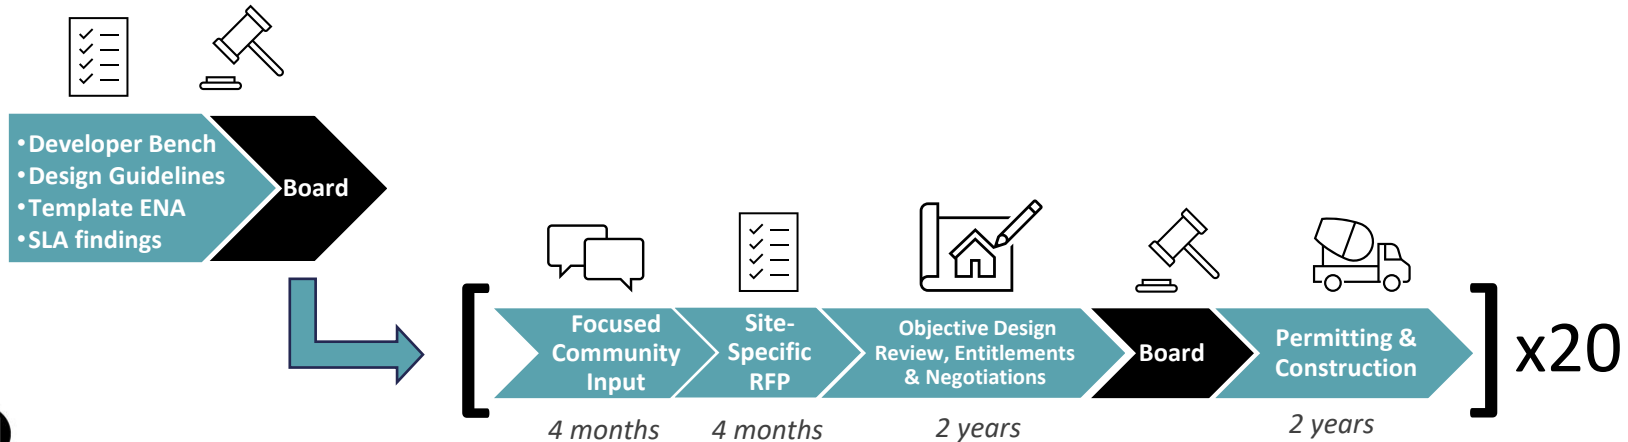 •Developer Bench
•Design Guidelines
•Template ENA
•SLA findings
Board
Focused
Community
Input
Site-
Specific
RFP
Objective Design
Review, Entitlements
& Negotiations
Board
Permitting &
Construction
x20
4 months
4 months
2 years
2 years